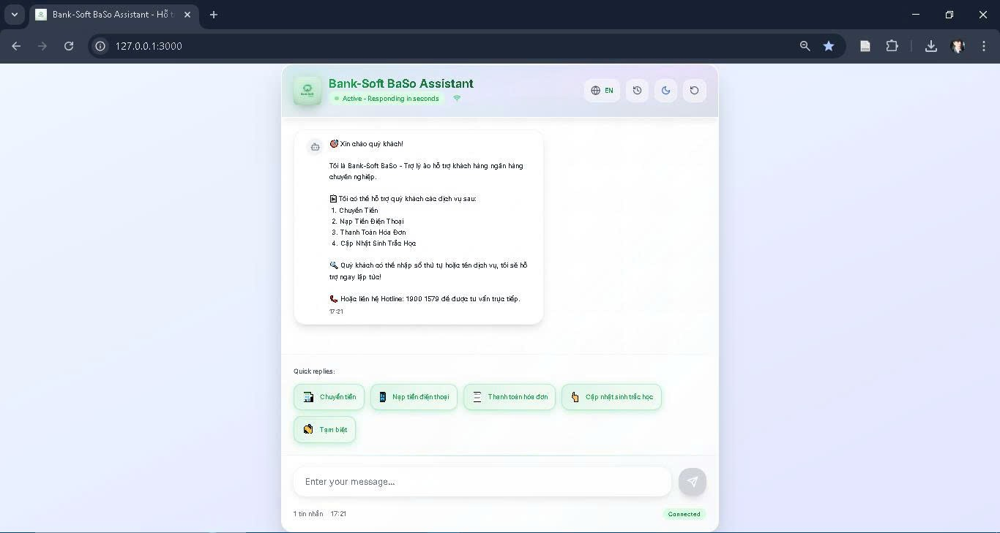 Bank-Soft BaSo Assistant - Hỗ t
127.0.0.1:3000
Bank-Soft BaSo Assistant
Active - Responding in seconds
EN
Xin chào quý khách!
Tôi là Bank-Soft BaSo - Trợ lý ảo hỗ trợ khách hàng ngân hàng
chuyên nghiệp.
Tôi có thể hỗ trợ quý khách các dịch vụ sau:
1. Chuyển Tiền
2. Nạp Tiền Điện Thoại
3. Thanh Toán Hóa Đơn
4. Cập Nhật Sinh Trắc Học
Quý khách có thể nhập số thứ tự hoặc tên dịch vụ, tôi sẽ hỗ
trợ ngay lập tức!
Hoặc liên hệ Hotline: 1900 1579 để được tư vấn trực tiếp.
17:21
Quick replies:
Chuyển tiền
Nạp tiền điện thoại
Thanh toán hóa đơn
Cập nhật sinh trắc học
Tạm biệt
Enter your message...
1 tin nhắn 17:21
Connected